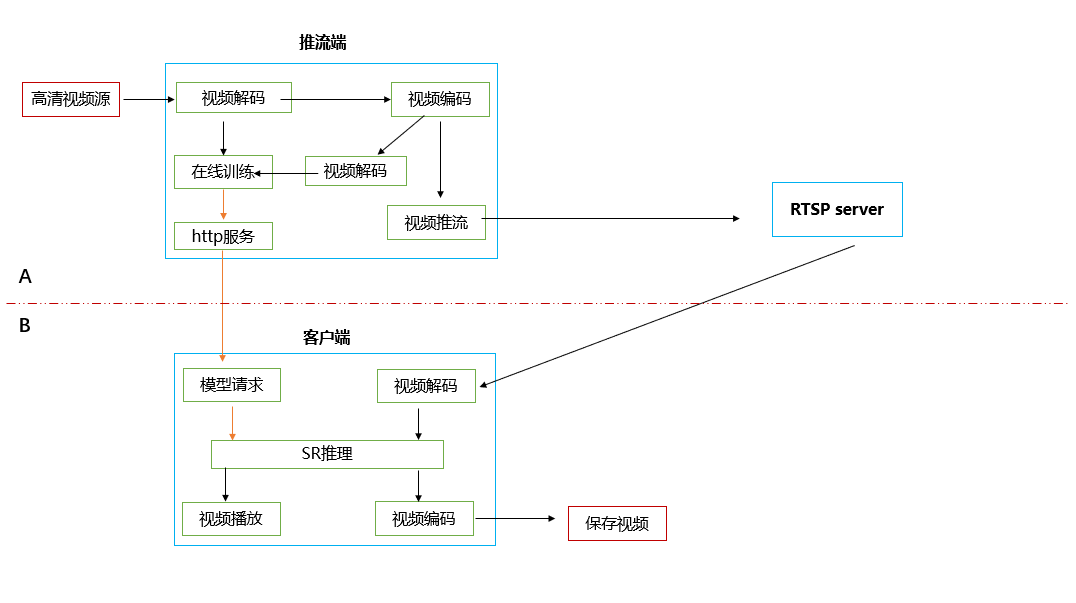 推流端
高清视频源
视频解码
视频编码
在线训练
视频解码
视频推流
RTSP server
http服务
A
B
客户端
模型请求
视频解码
SR推理
视频播放
视频编码
保存视频